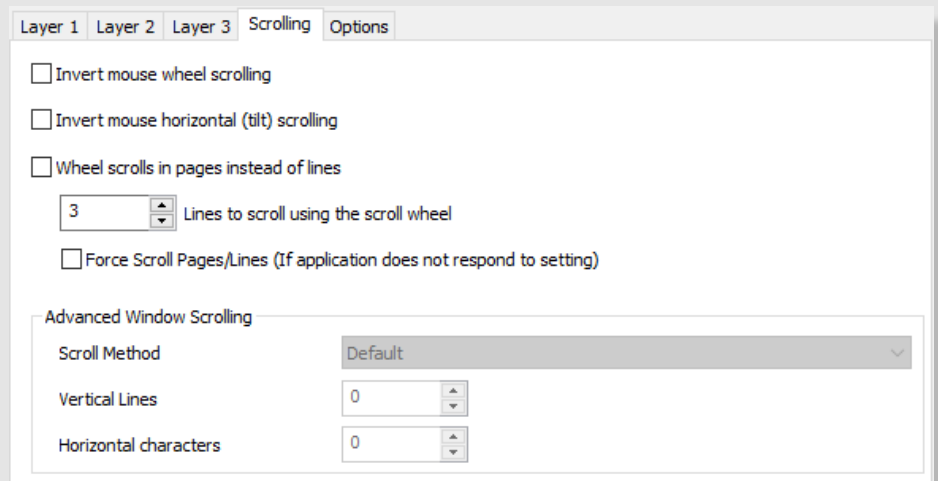 Layer 1 Layer 2 Layer 3 Scrolling Options
Invert mouse wheel scrolling
Invert mouse horizontal (tilt) scrolling
Wheel scrolls in pages instead of lines
3 Lines to scroll using the scroll wheel
Force Scroll Pages/Lines (If application does not respond to setting)
Advanced Window Scrolling
Scroll Method Default
Vertical Lines 0
Horizontal characters 0